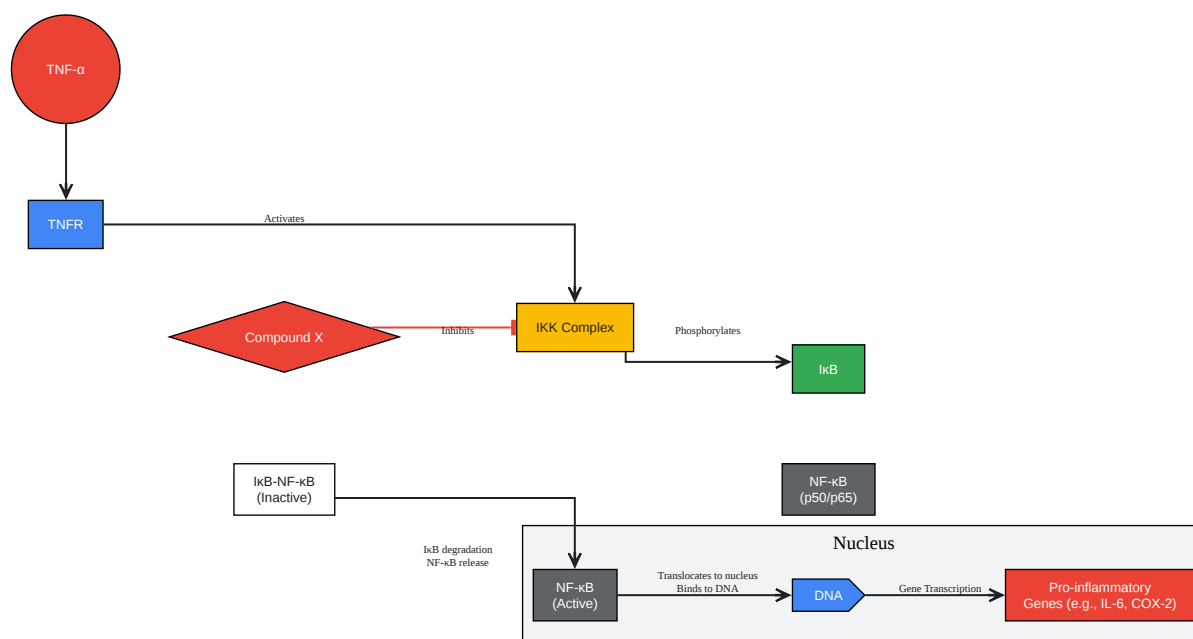 TNF-α
TNFR
Activates
Compound X
Inhibits
IKK Complex
Phosphorylates
IκB
IκB-NF-κB
(Inactive)
NF-κB
(p50/p65)
IκB degradation
NF-κB release
Nucleus
NF-κB
(Active)
Translocates to nucleus
Binds to DNA
DNA
Gene Transcription
Pro-inflammatory
Genes (e.g., IL-6, COX-2)